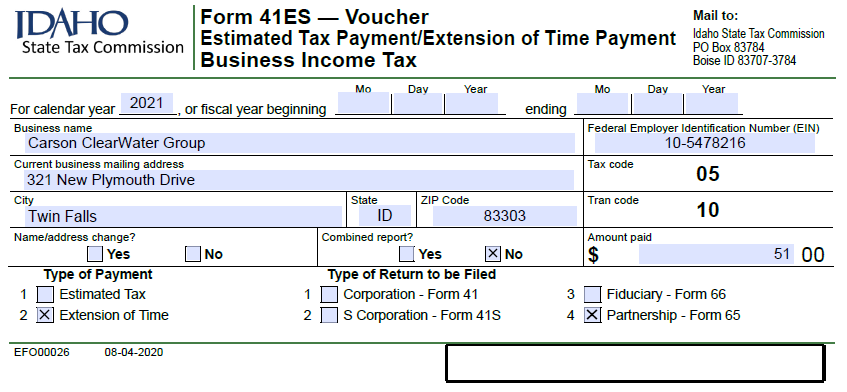 IDAHO
State Tax Commission
Form 41ES — Voucher
Estimated Tax Payment/Extension of Time Payment
Business Income Tax
Mail to:
Idaho State Tax Commission
PO Box 83784
Boise ID 83707-3784
Mo Day Year Mo Day Year
For calendar year 2021 , or fiscal year beginning ending
Business name
Carson ClearWater Group
Federal Employer Identification Number (EIN)
10-5478216
Current business mailing address
321 New Plymouth Drive
Tax code 05
City
Twin Falls
State
ID
ZIP Code
83303
Tran code 10
Name/address change?
Yes No
Combined report?
Yes No
Amount paid
$ 51 00
Type of Payment
1 Estimated Tax
2 Extension of Time
Type of Return to be Filed
1 Corporation - Form 41
2 S Corporation - Form 41S
3 Fiduciary - Form 66
4 Partnership - Form 65
EFO00026 08-04-2020